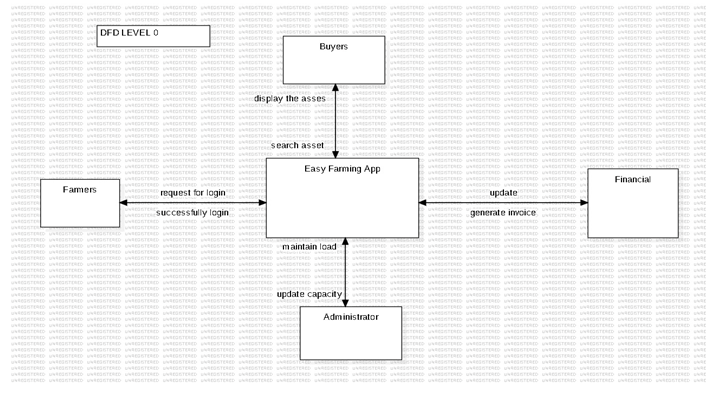 DFD LEVEL 0
Buyers
display the asses
search asset
Easy Farming App
Farmers
request for login
successfully login
update
generate invoice
Financial
maintain load
update capacity
Administrator